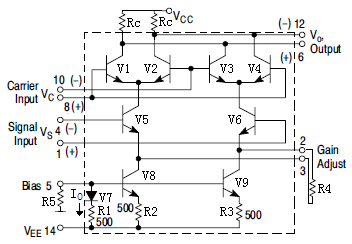 Rc Rc VCC
(-) 12
Vo,
Output
6
(+)
V1 V2 V3 V4
10 (-)
Carrier
Input VC
8 (+)
Signal
Input VS 4 (-)
1 (+)
V5 V6
2
Gain
Adjust
3
Bias 5
IO
V7
V8 V9
R4
R5
R1
500
R2
500
R3
500
VEE 14